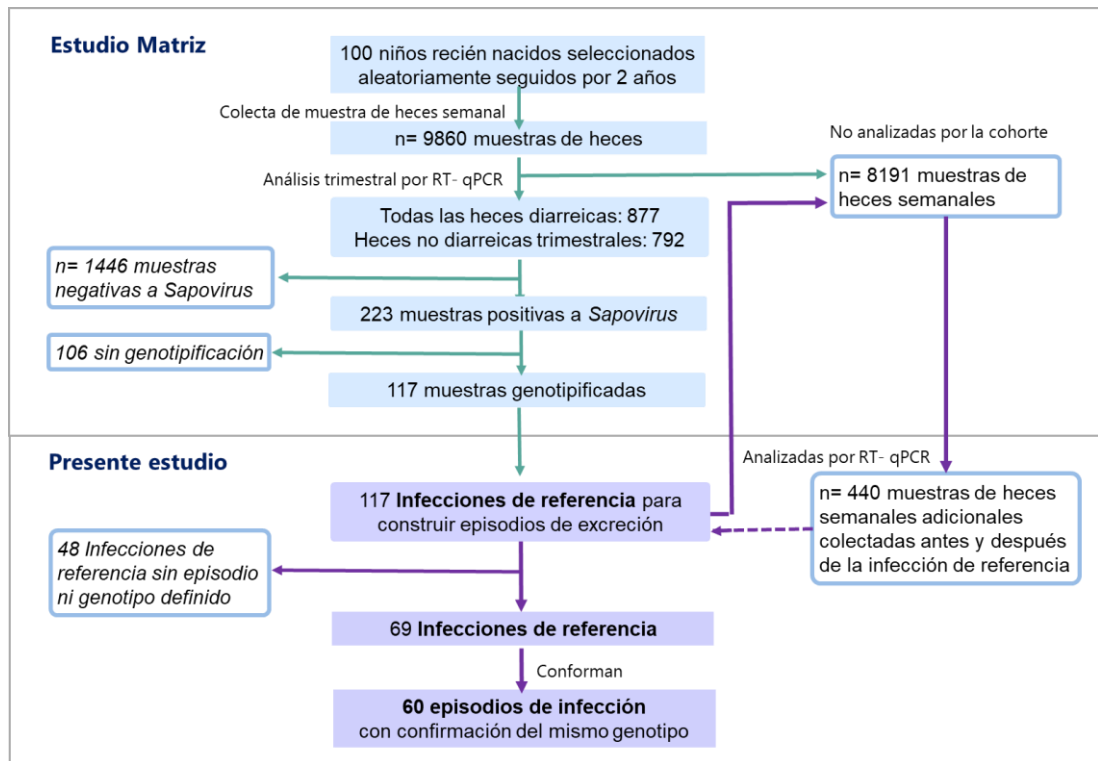 Estudio Matriz
100 niños recién nacidos seleccionados
aleatoriamente seguidos por 2 años
Colecta de muestra de heces semanal
n= 9860 muestras de heces
No analizadas por la cohorte
Análisis trimestral por RT- qPCR
n= 8191 muestras de
heces semanales
Todas las heces diarreicas: 877
Heces no diarreicas trimestrales: 792
n= 1446 muestras
negativas a Sapovirus
223 muestras positivas a Sapovirus
106 sin genotipificación
117 muestras genotipificadas
Presente estudio
Analizadas por RT- qPCR
117 Infecciones de referencia para
construir episodios de excreción
n= 440 muestras de heces
semanales adicionales
colectadas antes y después
de la infección de referencia
48 Infecciones de
referencia sin episodio
ni genotipo definido
69 Infecciones de referencia
Conforman
60 episodios de infección
con confirmación del mismo genotipo